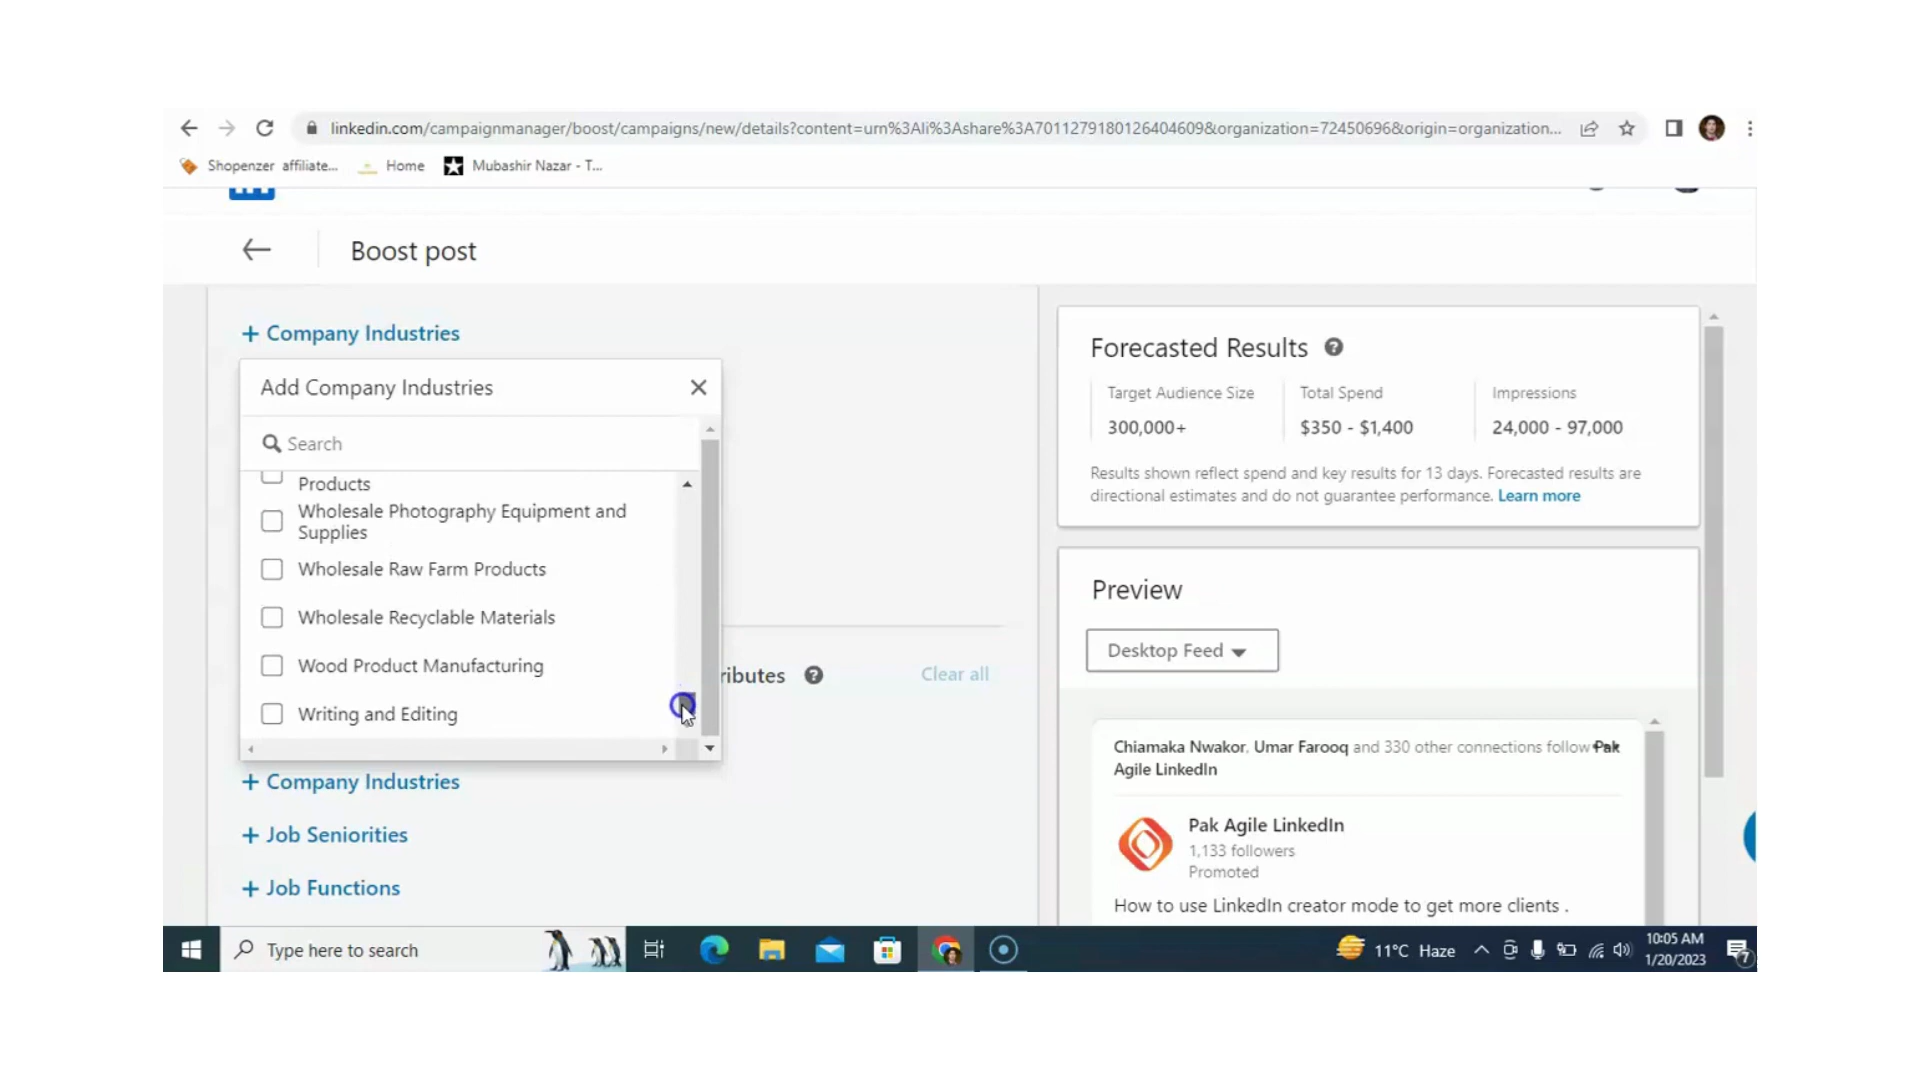 linkedin.com/campaignmanager/boost/campaigns/new/details?content=urn%3Ali%3Ashare%3A7011279180126404609&organization=72450696&origin=organization...
Shopenzer affiliate... Home Mubashir Nazar - T...
Boost post
+ Company Industries
Add Company Industries
Search
Products
Wholesale Photography Equipment and
Supplies
Wholesale Raw Farm Products
Wholesale Recyclable Materials
Wood Product Manufacturing
Writing and Editing
ributes
Clear all
+ Company Industries
+ Job Seniorities
+ Job Functions
Forecasted Results
Target Audience Size Total Spend Impressions
300,000+ $350 - $1,400 24,000 - 97,000
Results shown reflect spend and key results for 13 days. Forecasted results are
directional estimates and do not guarantee performance. Learn more
Preview
Desktop Feed
Chiamaka Nwakor, Umar Farooq and 330 other connections follow Pak
Agile LinkedIn
Pak Agile LinkedIn
1,133 followers
Promoted
How to use LinkedIn creator mode to get more clients .
Type here to search
11°C Haze
10:05 AM
1/20/2023
7